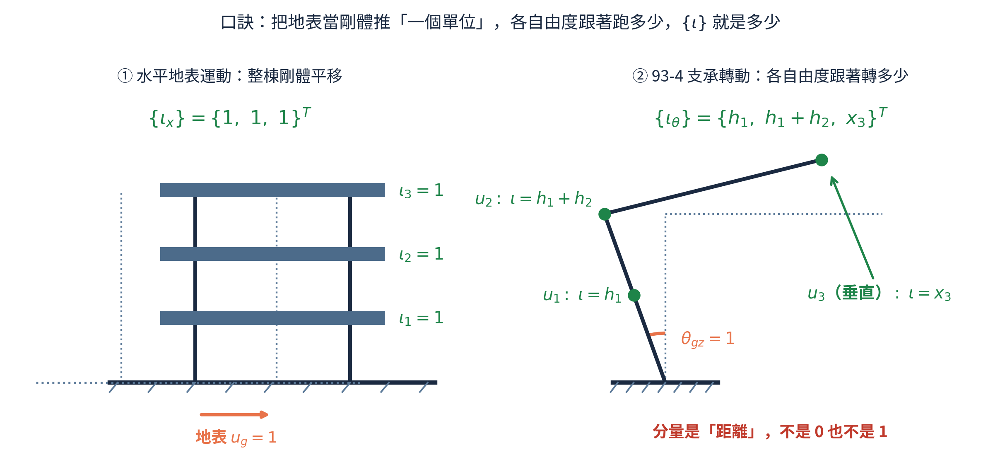 口訣：把地表當剛體推「一個單位」，各自由度跟著跑多少，{ι} 就是多少
① 水平地表運動：整棟剛體平移
{ιₓ} = {1, 1, 1}ᵀ
ι₃ = 1
ι₂ = 1
ι₁ = 1
地表 u_g = 1
② 93-4 支承轉動：各自由度跟著轉多少
{ι_θ} = {h₁, h₁ + h₂, x₃}ᵀ
u₂ : ι = h₁ + h₂
u₁ : ι = h₁
u₃（垂直）: ι = x₃
θ_gz = 1
分量是「距離」，不是 0 也不是 1